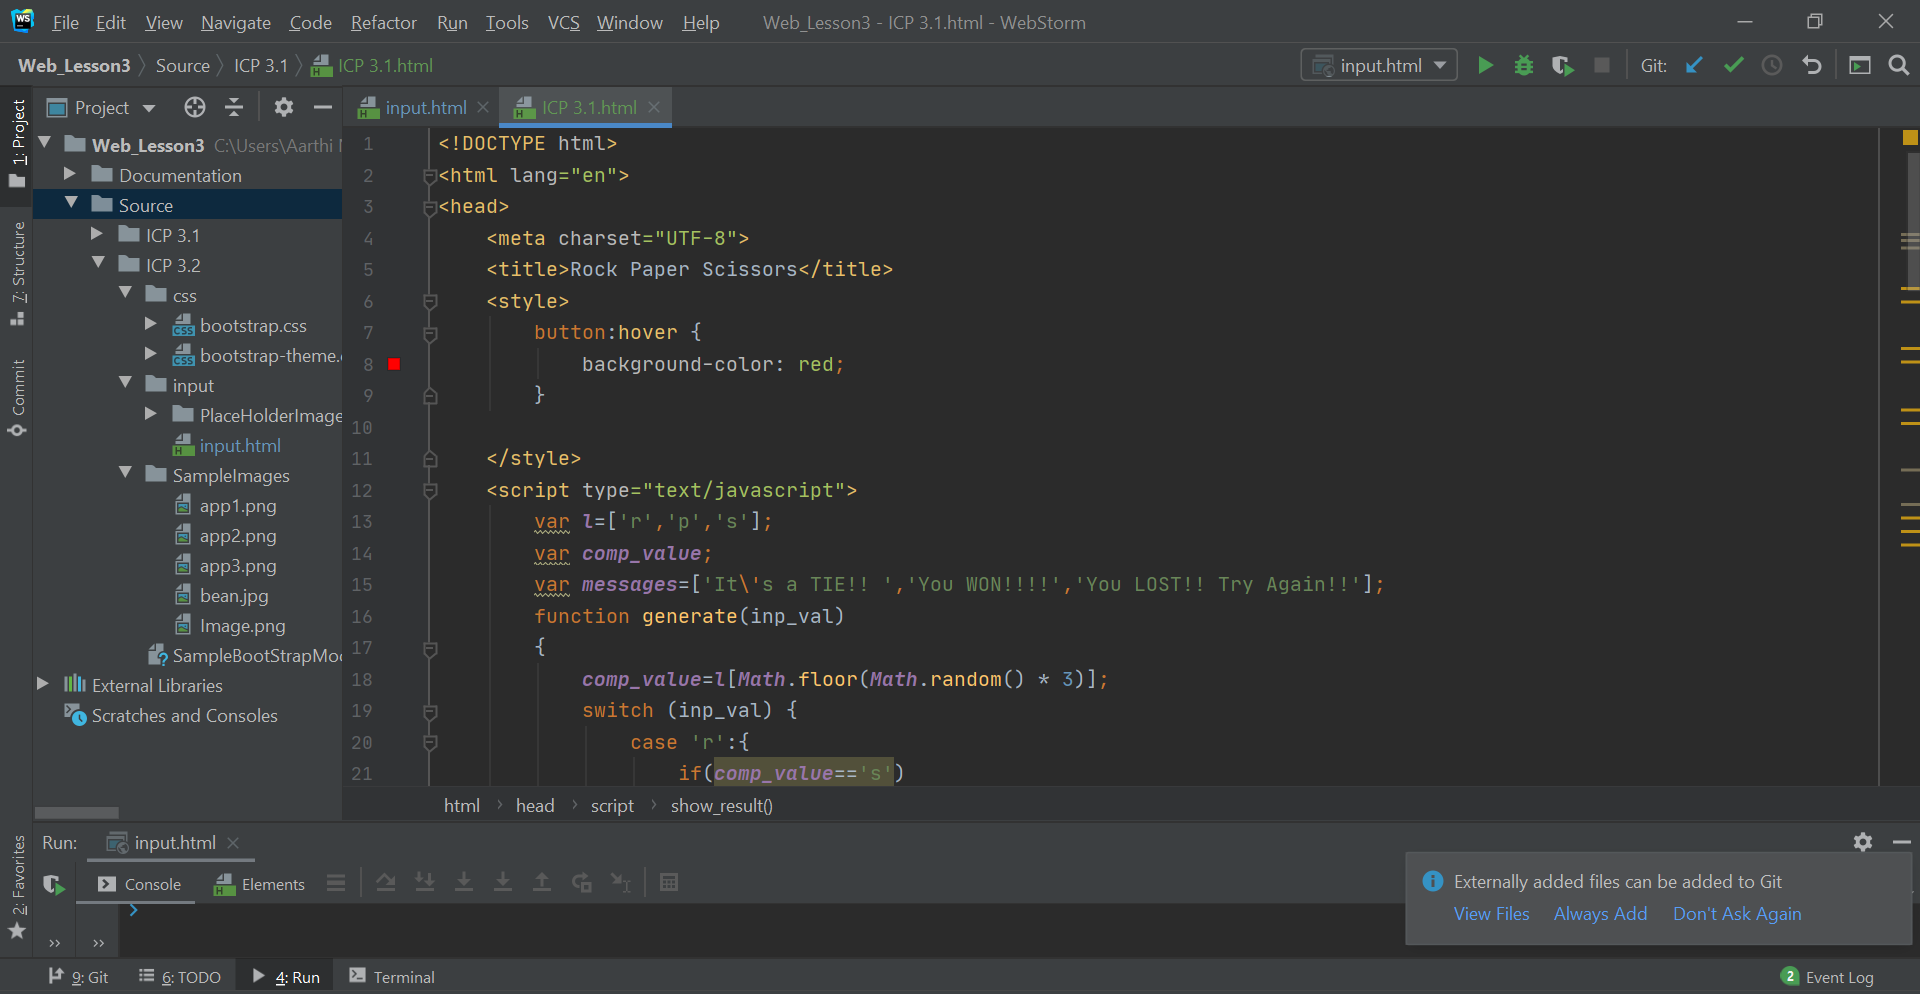 WS File Edit View Navigate Code Refactor Run Tools VCS Window Help Web_Lesson3 - ICP 3.1.html - WebStorm
Web_Lesson3 Source ICP 3.1 ICP 3.1.html input.html Git:
Project input.html ICP 3.1.html
1: Project
7: Structure
Commit
2: Favorites
Web_Lesson3 C:\Users\Aarthi
Documentation
Source
ICP 3.1
ICP 3.2
css
bootstrap.css
bootstrap-theme.
input
PlaceHolderImage
input.html
SampleImages
app1.png
app2.png
app3.png
bean.jpg
Image.png
SampleBootStrapMo
External Libraries
Scratches and Consoles
1 <!DOCTYPE html>
2 <html lang="en">
3 <head>
4 <meta charset="UTF-8">
5 <title>Rock Paper Scissors</title>
6 <style>
7 button:hover {
8 background-color: red;
9 }
10
11 </style>
12 <script type="text/javascript">
13 var l=['r','p','s'];
14 var comp_value;
15 var messages=['It\'s a TIE!! ','You WON!!!!','You LOST!! Try Again!!'];
16 function generate(inp_val)
17 {
18 comp_value=l[Math.floor(Math.random() * 3)];
19 switch (inp_val) {
20 case 'r':{
21 if(comp_value=='s')
html head script show_result()
Run: input.html
Console Elements
Externally added files can be added to Git
View Files Always Add Don't Ask Again
9: Git 6: TODO 4: Run Terminal 2 Event Log